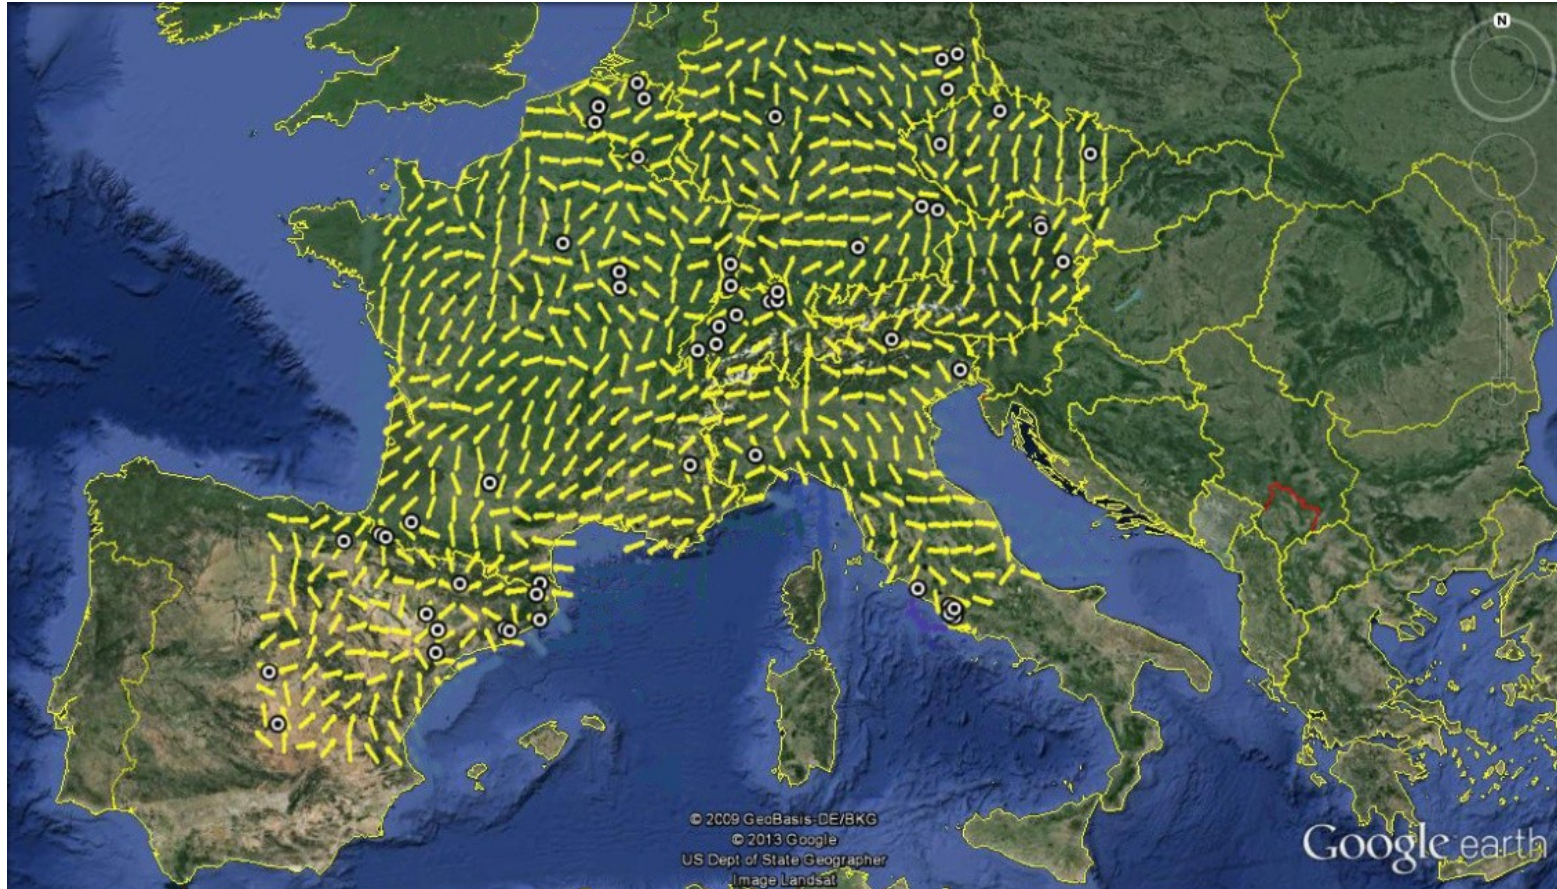 N
© 2009 GeoBasis-DE/BKG
© 2013 Google
US Dept of State Geographer
Image Landsat
Google earth